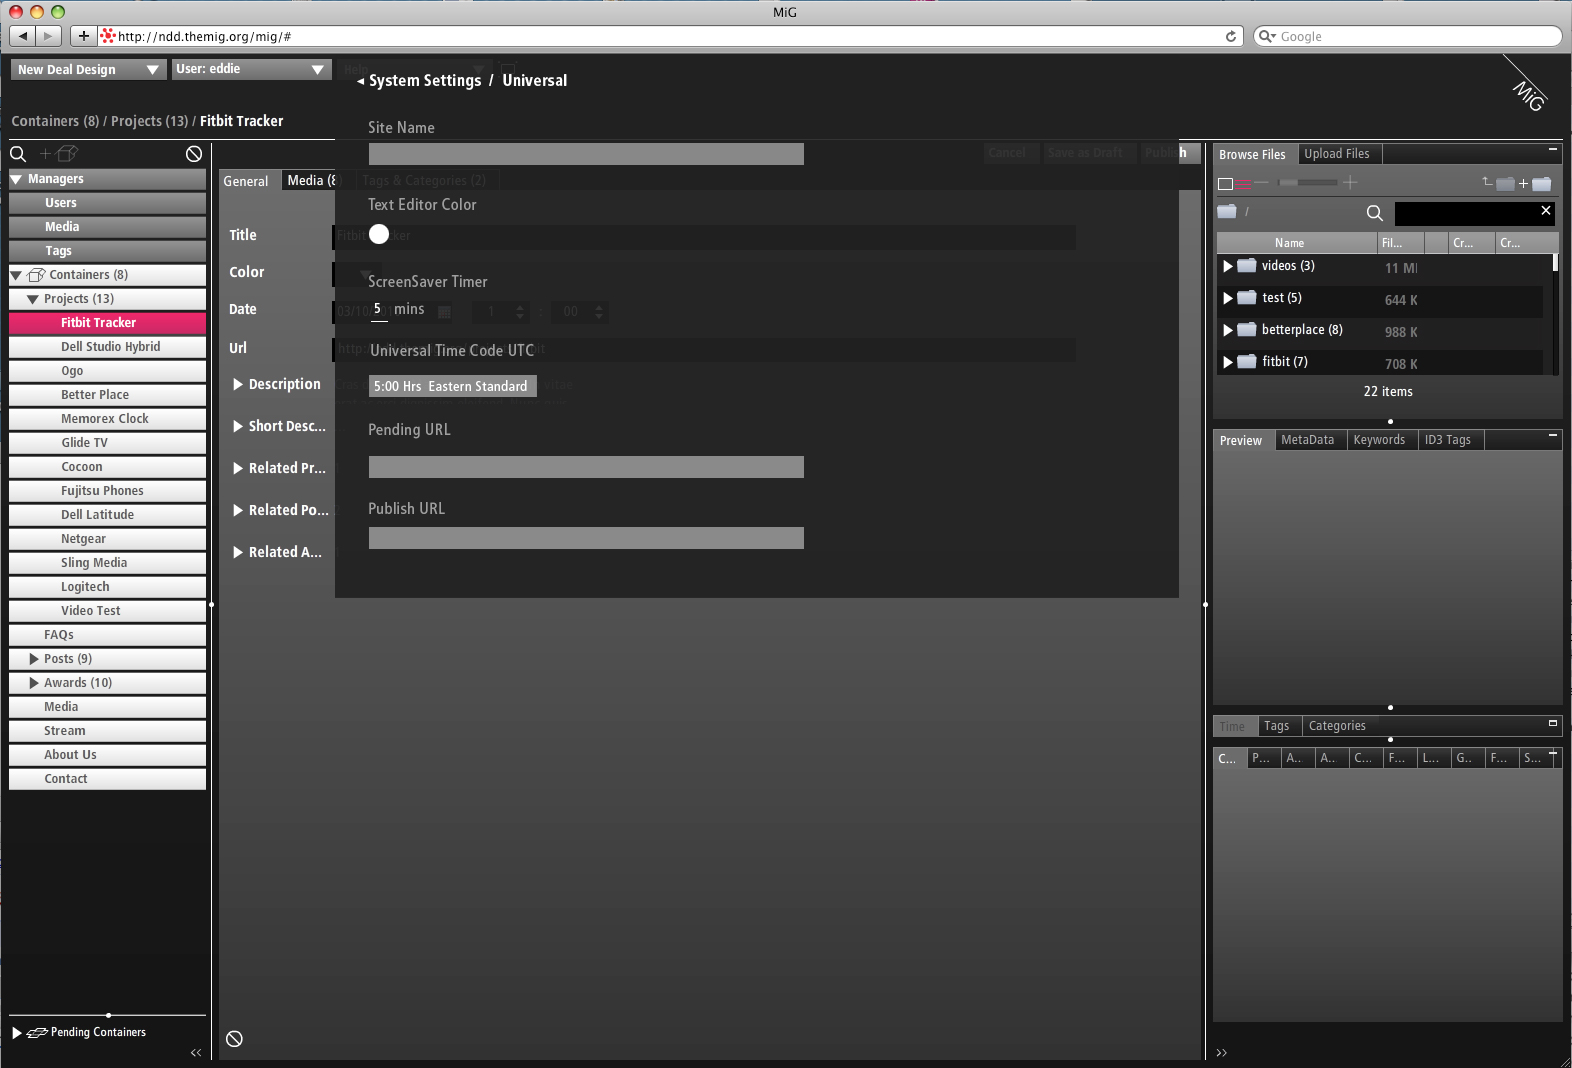 MiG
http://ndd.themig.org/mig/#
Google
New Deal Design
User: eddie
Help
System Settings / Universal
MiG
Containers (8) / Projects (13) / Fitbit Tracker
Site Name
Cancel
Save as Draft
Publish
Managers
Users
Media
Tags
Containers (8)
Projects (13)
Fitbit Tracker
Dell Studio Hybrid
Ogo
Better Place
Memorex Clock
Glide TV
Cocoon
Fujitsu Phones
Dell Latitude
Netgear
Sling Media
Logitech
Video Test
FAQs
Posts (9)
Awards (10)
Media
Stream
About Us
Contact
Pending Containers
<<
General
Media (8
Tags & Categories (2)
Text Editor Color
Title
Color
ScreenSaver Timer
Date
5 mins
1 : 00
Url
Universal Time Code UTC
5:00 Hrs Eastern Standard
Description
Short Desc...
Pending URL
Related Pr...
Related Po...
Publish URL
Related A...
Browse Files
Upload Files
+
/
Name
Fil...
Cr...
Cr...
videos (3)
11 M
test (5)
644 K
betterplace (8)
988 K
fitbit (7)
708 K
22 items
Preview
MetaData
Keywords
ID3 Tags
Time
Tags
Categories
C...
P...
A...
A...
C...
F...
L...
G...
F...
S...
>>